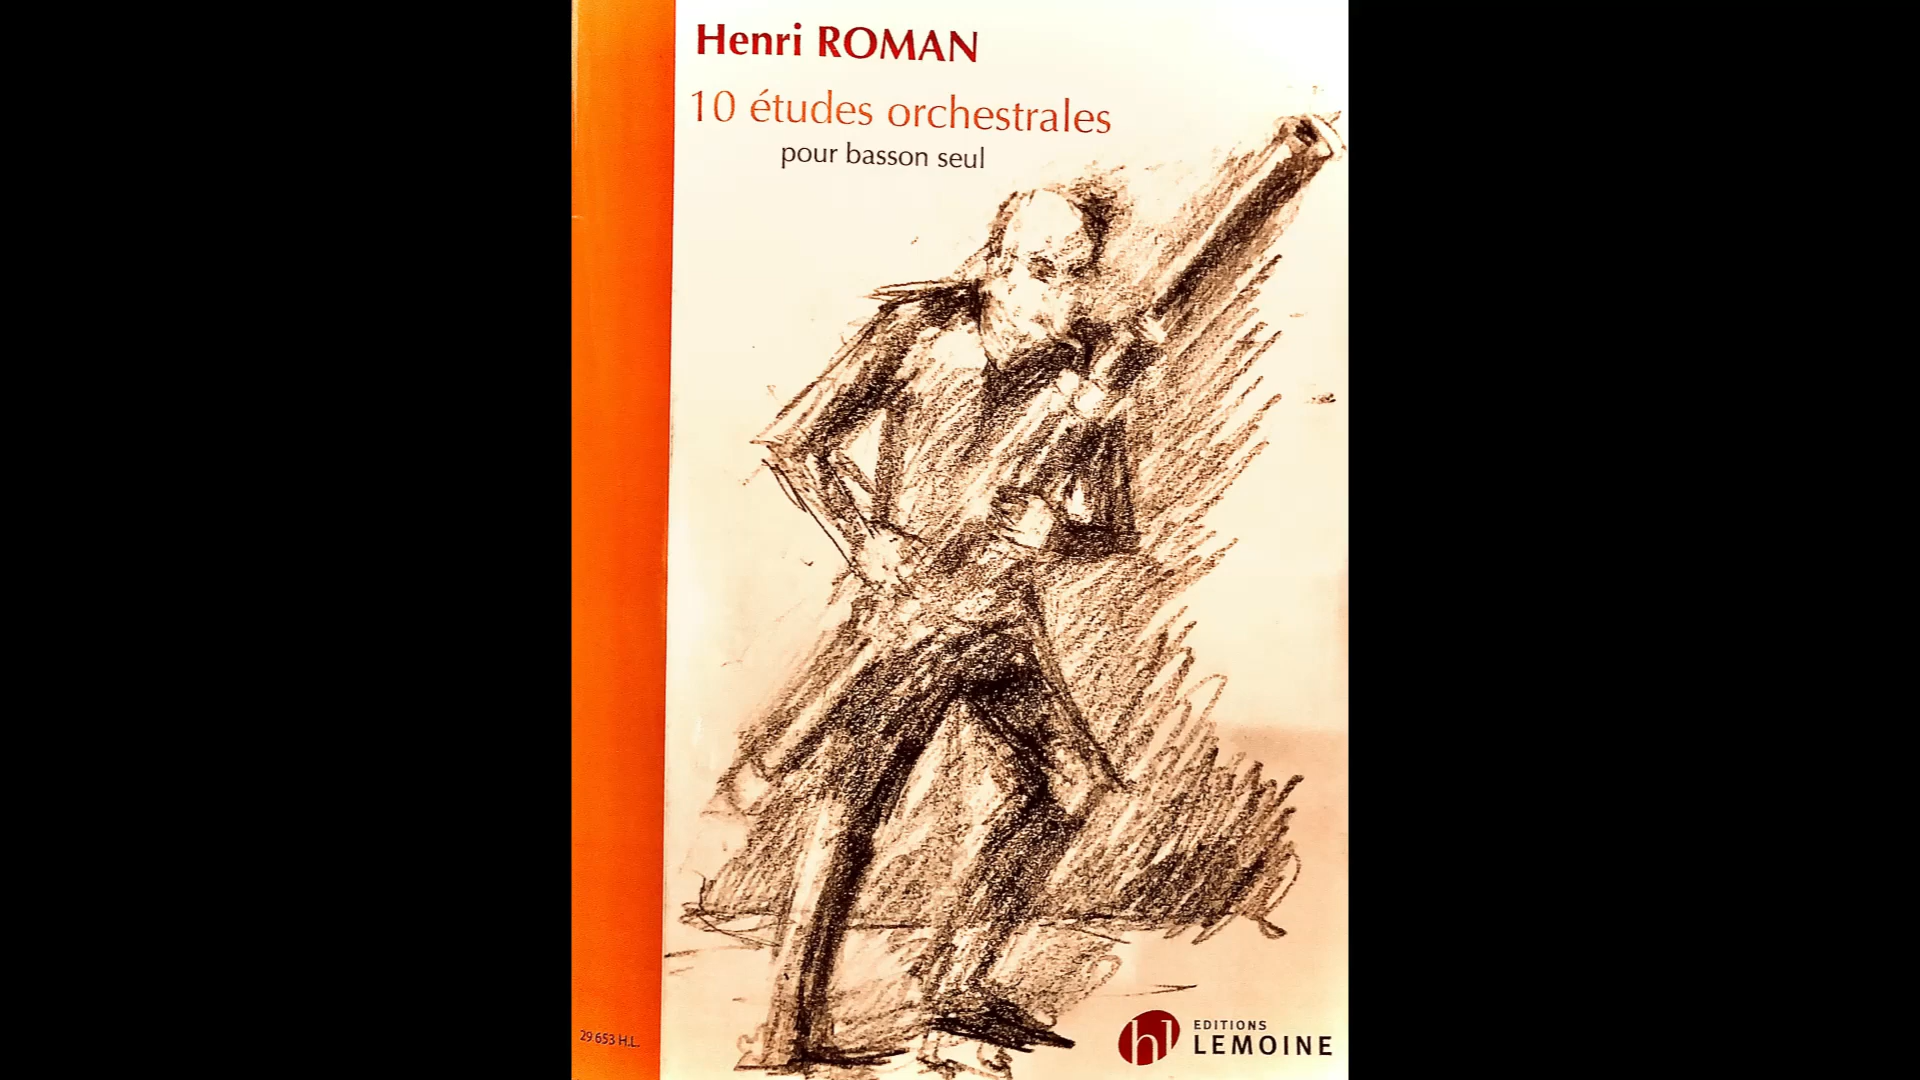 Henri ROMAN
10 études orchestrales
pour basson seul
29 653 H.L.
hl
EDITIONS
LEMOINE